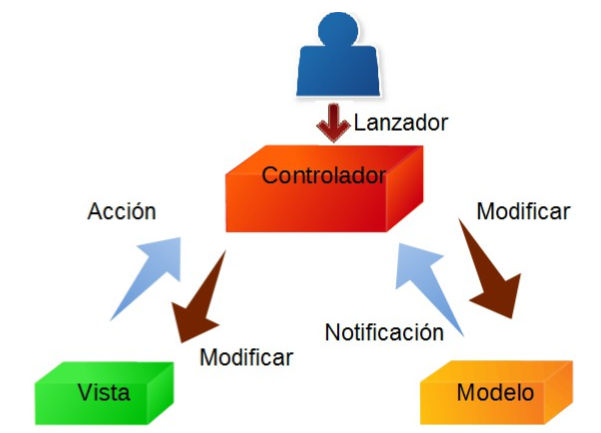 Lanzador
Controlador
Acción
Modificar
Notificación
Modificar
Vista
Modelo